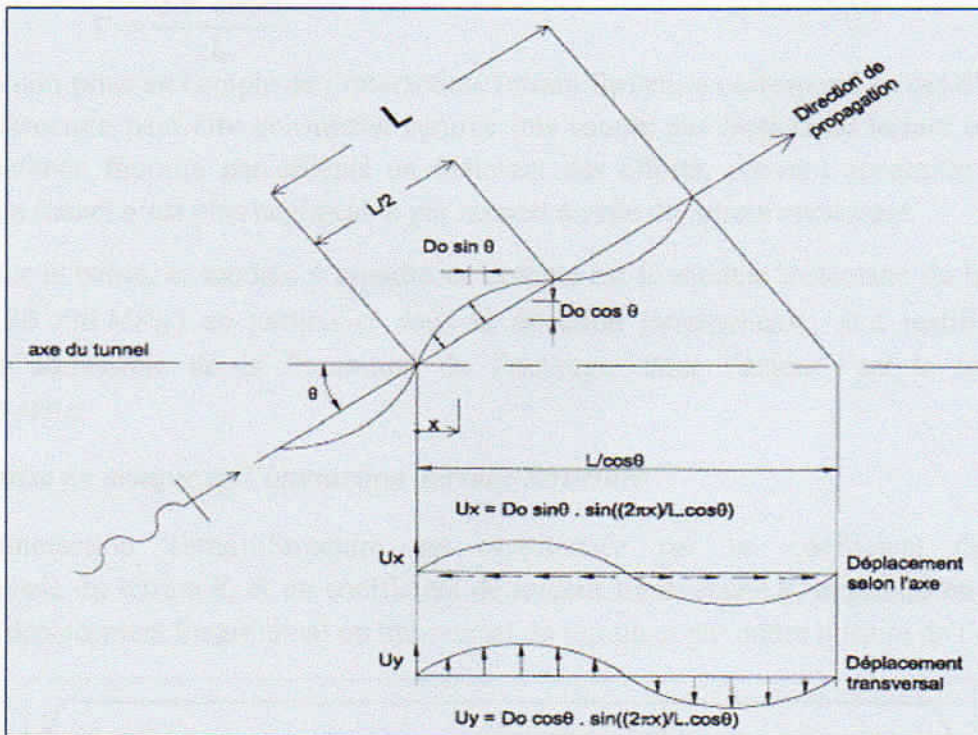 Direction de
propagation
L
L/2
Do sin θ
Do cos θ
axe du tunnel
θ
x
L/cosθ
Ux = Do sinθ . sin((2πx)/L.cosθ)
Ux
Déplacement
selon l'axe
Uy
Déplacement
transversal
Uy = Do cosθ . sin((2πx)/L.cosθ)